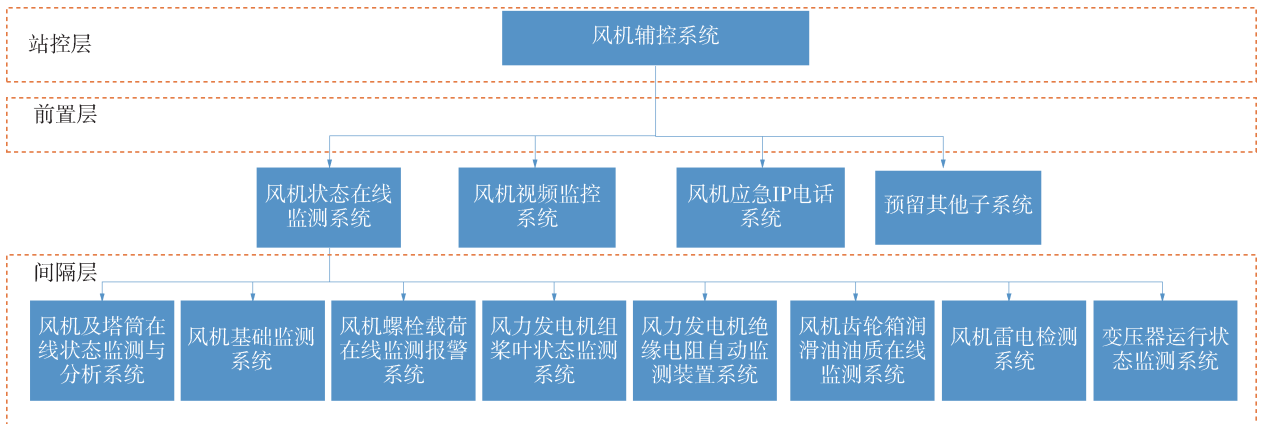 站控层
风机辅控系统
前置层
风机状态在线
监测系统
风机视频监控
系统
风机应急IP电话
系统
预留其他子系统
间隔层
风机及塔筒在
线状态监测与
分析系统
风机基础监测
系统
风机螺栓载荷
在线监测报警
系统
风力发电机组
桨叶状态监测
系统
风力发电机绝
缘电阻自动监
测装置系统
风机齿轮箱润
滑油油质在线
监测系统
风机雷电检测
系统
变压器运行状
态监测系统